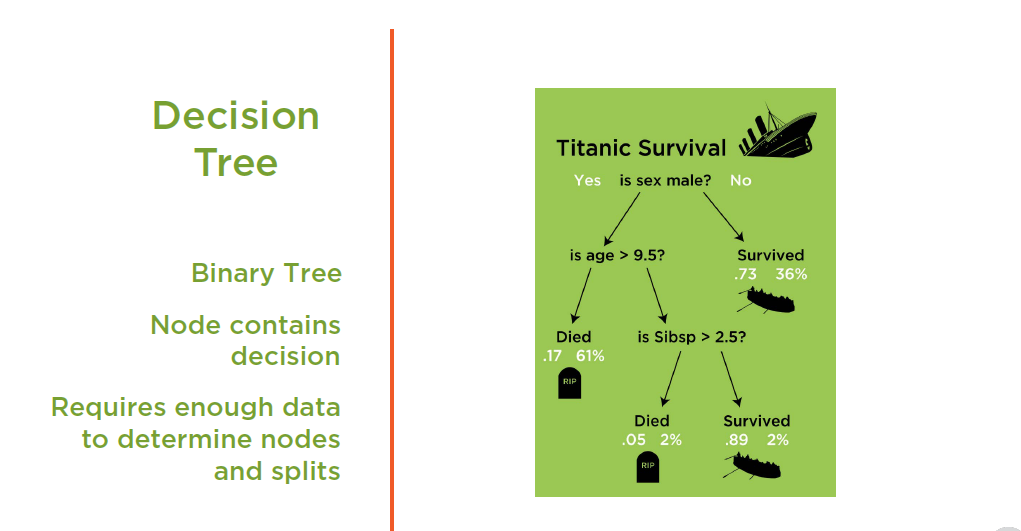 Decision
Tree
Binary Tree
Node contains
decision
Requires enough data
to determine nodes
and splits
Titanic Survival
Yes is sex male? No
is age > 9.5?
Survived
.73 36%
Died
.17 61%
RIP
is Sibsp > 2.5?
Died
.05 2%
RIP
Survived
.89 2%